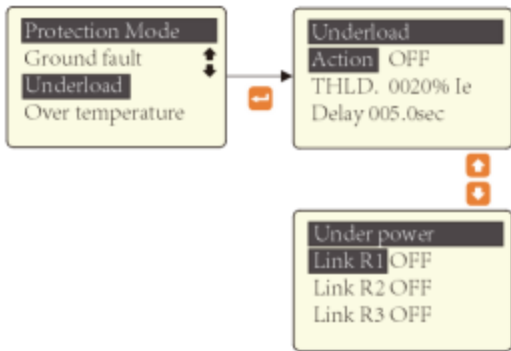 Protection Mode
Ground fault
Underload
Over temperature
Underload
Action OFF
THLD. 0020% Ie
Delay 005.0sec
Under power
Link R1 OFF
Link R2 OFF
Link R3 OFF